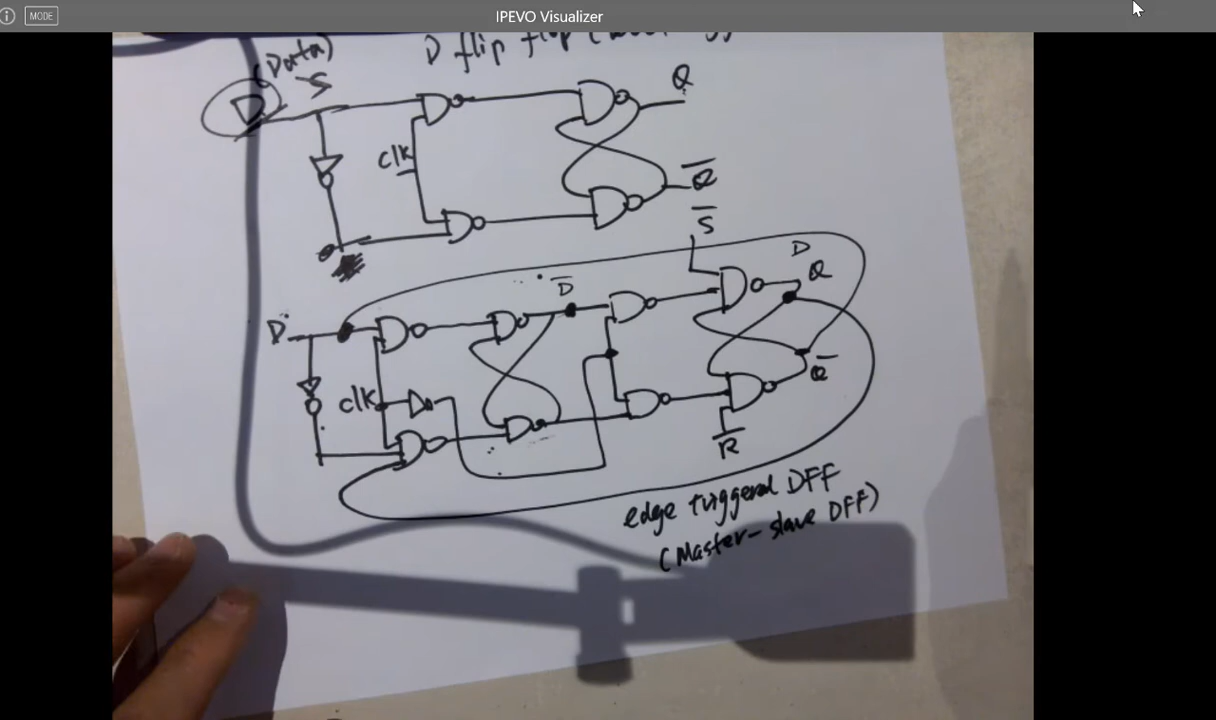 MODE
IPEVO Visualizer
D flip flop
(Data)
D
S
Q
clk
Q̅
S̅
D
D̅
Q
D
clk
Q̅
R̅
edge triggered DFF
(Master-slave DFF)